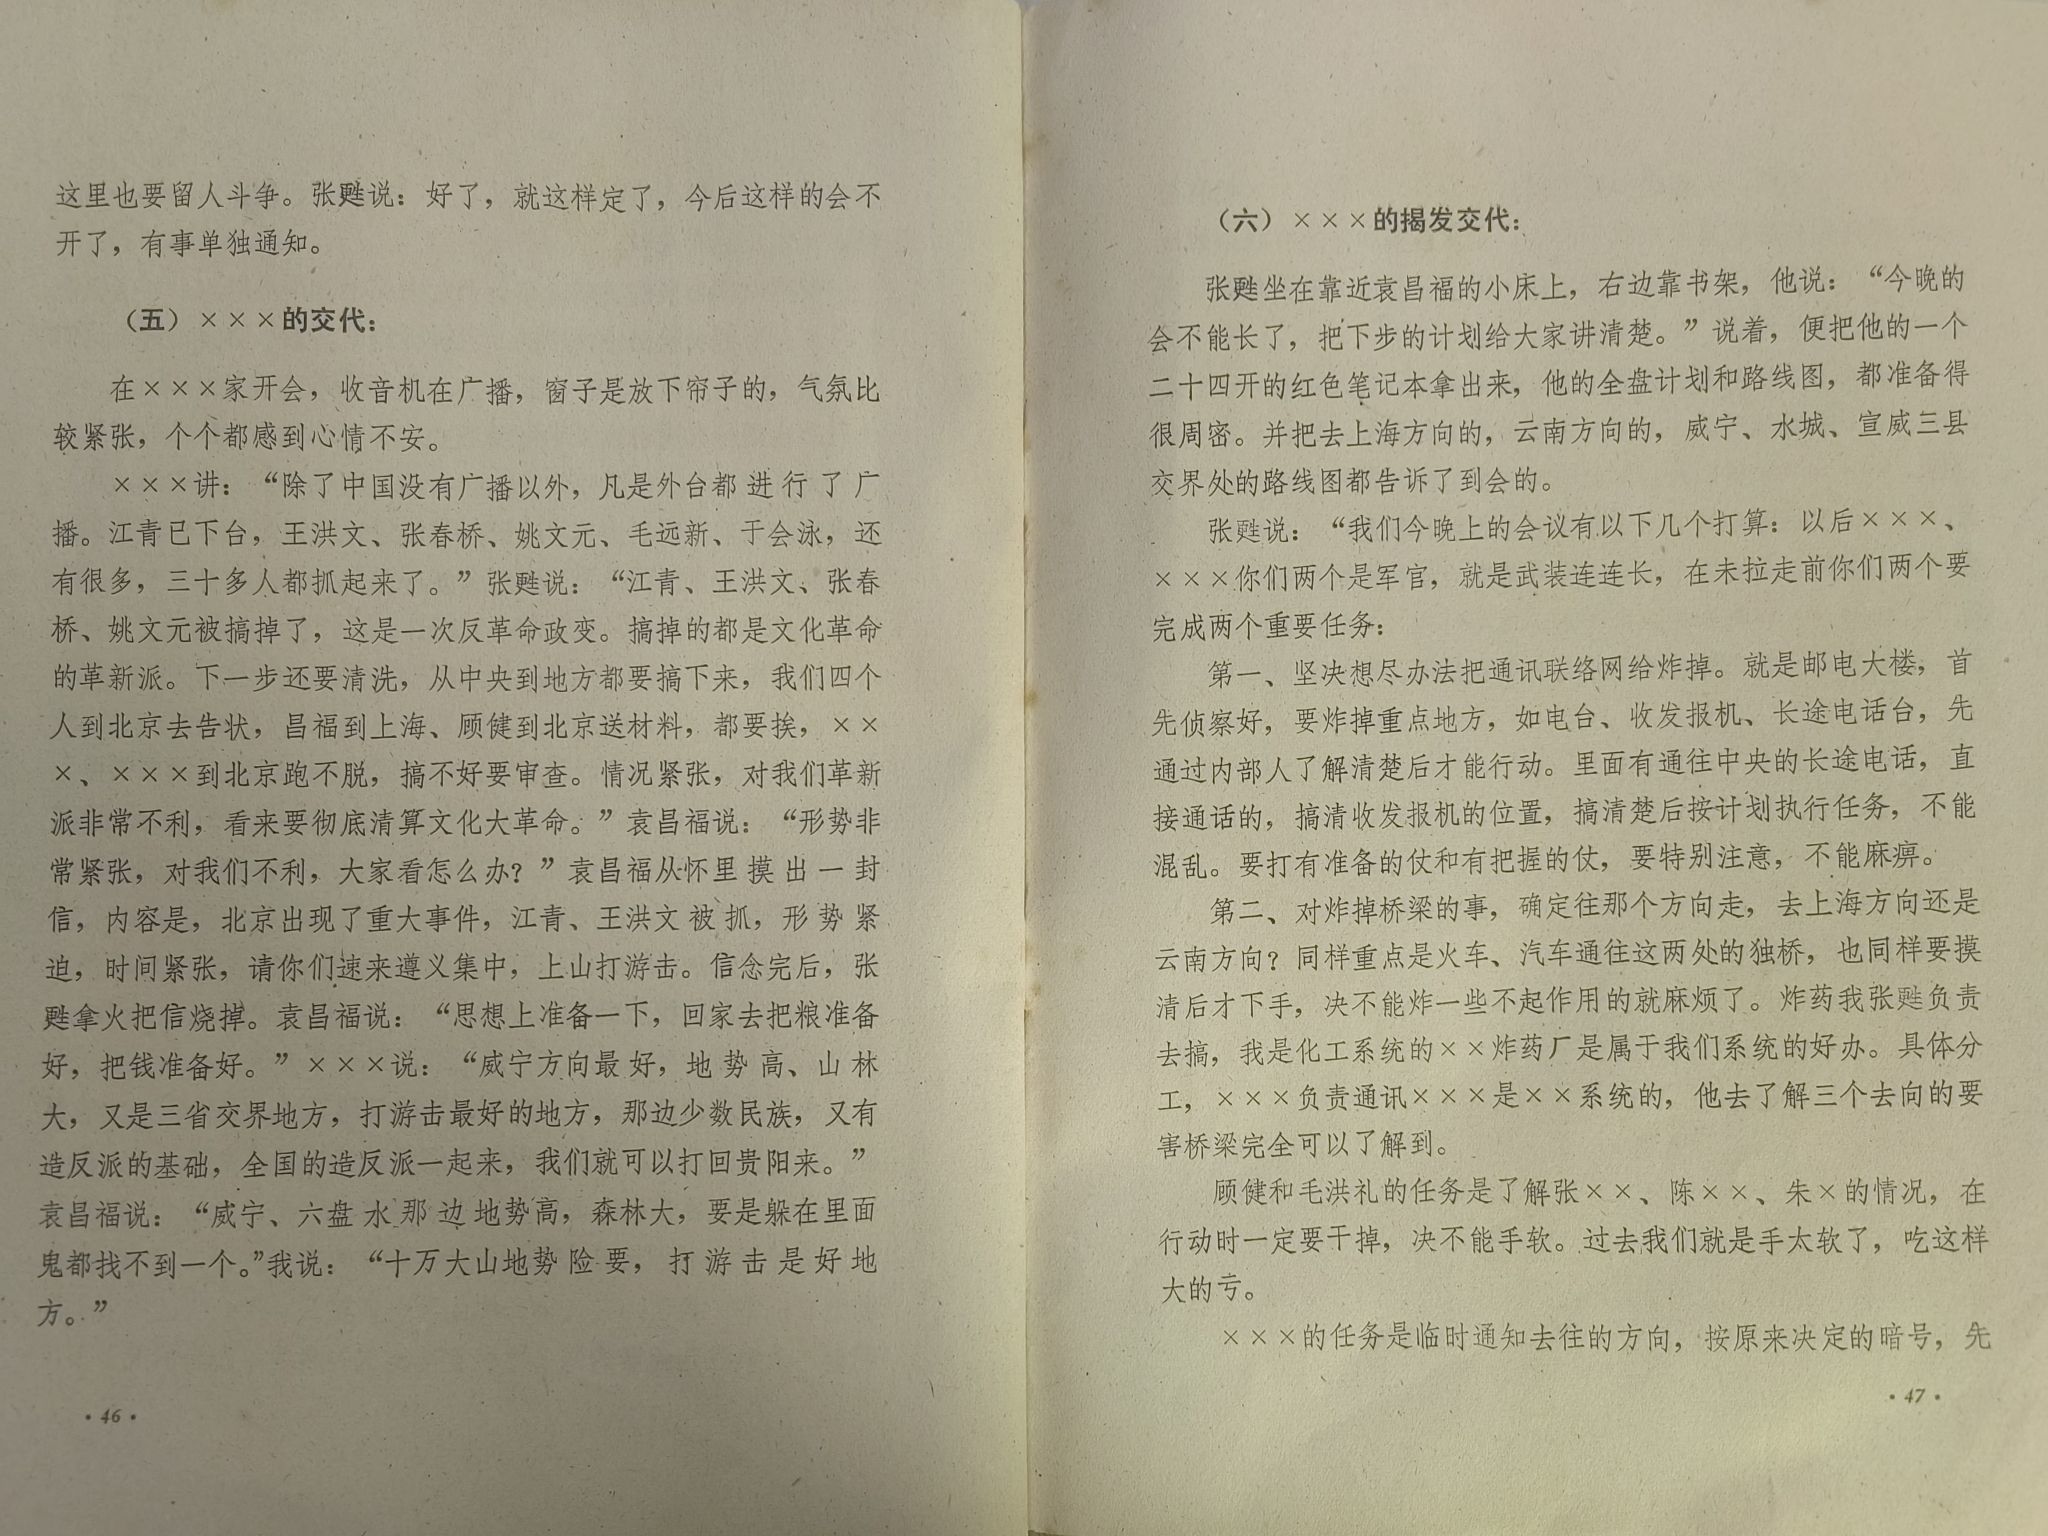 这里也要留人斗争。张甦说：好了，就这样定了，今后这样的会不
开了，有事单独通知。
（五）×××的交代：
在×××家开会，收音机在广播，窗子是放下帘子的，气氛比
较紧张，个个都感到心情不安。
×××讲：“除了中国没有广播以外，凡是外台都进行了广
播。江青已下台，王洪文、张春桥、姚文元、毛远新、于会泳，还
有很多，三十多人都抓起来了。”张甦说：“江青、王洪文、张春
桥、姚文元被搞掉了，这是一次反革命政变。搞掉的都是文化革命
的革新派。下一步还要清洗，从中央到地方都要搞下来，我们四个
人到北京去告状，昌福到上海、顾健到北京送材料，都要挨，××
×、×××到北京跑不脱，搞不好要审查。情况紧张，对我们革新
派非常不利，看来要彻底清算文化大革命。”袁昌福说：“形势非
常紧张，对我们不利，大家看怎么办？”袁昌福从怀里摸出一封
信，内容是，北京出现了重大事件，江青、王洪文被抓，形势紧
迫，时间紧张，请你们速来遵义集中，上山打游击。信念完后，张
甦拿火把信烧掉。袁昌福说：“思想上准备一下，回家去把粮准备
好，把钱准备好。”×××说：“威宁方向最好，地势高、山林
大，又是三省交界地方，打游击最好的地方，那边少数民族，又有
造反派的基础，全国的造反派一起来，我们就可以打回贵阳来。”
袁昌福说：“威宁、六盘水那边地势高，森林大，要是躲在里面
鬼都找不到一个。”我说：“十万大山地势险要，打游击是好地
方。”
·46·
（六）×××的揭发交代：
张甦坐在靠近袁昌福的小床上，右边靠书架，他说：“今晚的
会不能长了，把下步的计划给大家讲清楚。”说着，便把他的一个
二十四开的红色笔记本拿出来，他的全盘计划和路线图，都准备得
很周密。并把去上海方向的，云南方向的，威宁、水城、宣威三县
交界处的路线图都告诉了到会的。
张甦说：“我们今晚上的会议有以下几个打算：以后×××、
×××你们两个是军官，就是武装连连长，在未拉走前你们两个要
完成两个重要任务：
第一、坚决想尽办法把通讯联络网给炸掉。就是邮电大楼，首
先侦察好，要炸掉重点地方，如电台、收发报机、长途电话台，先
通过内部人了解清楚后才能行动。里面有通往中央的长途电话，直
接通话的，搞清收发报机的位置，搞清楚后按计划执行任务，不能
混乱。要打有准备的仗和有把握的仗，要特别注意，不能麻痹。
第二、对炸掉桥梁的事，确定往那个方向走，去上海方向还是
云南方向？同样重点是火车、汽车通往这两处的独桥，也同样要摸
清后才下手，决不能炸一些不起作用的就麻烦了。炸药我张甦负责
去搞，我是化工系统的××炸药厂是属于我们系统的好办。具体分
工，×××负责通讯×××是××系统的，他去了解三个去向的要
害桥梁完全可以了解到。
顾健和毛洪礼的任务是了解张××、陈××、朱×的情况，在
行动时一定要干掉，决不能手软。过去我们就是手太软了，吃这样
大的亏。
×××的任务是临时通知去往的方向，按原来决定的暗号，先
·47·